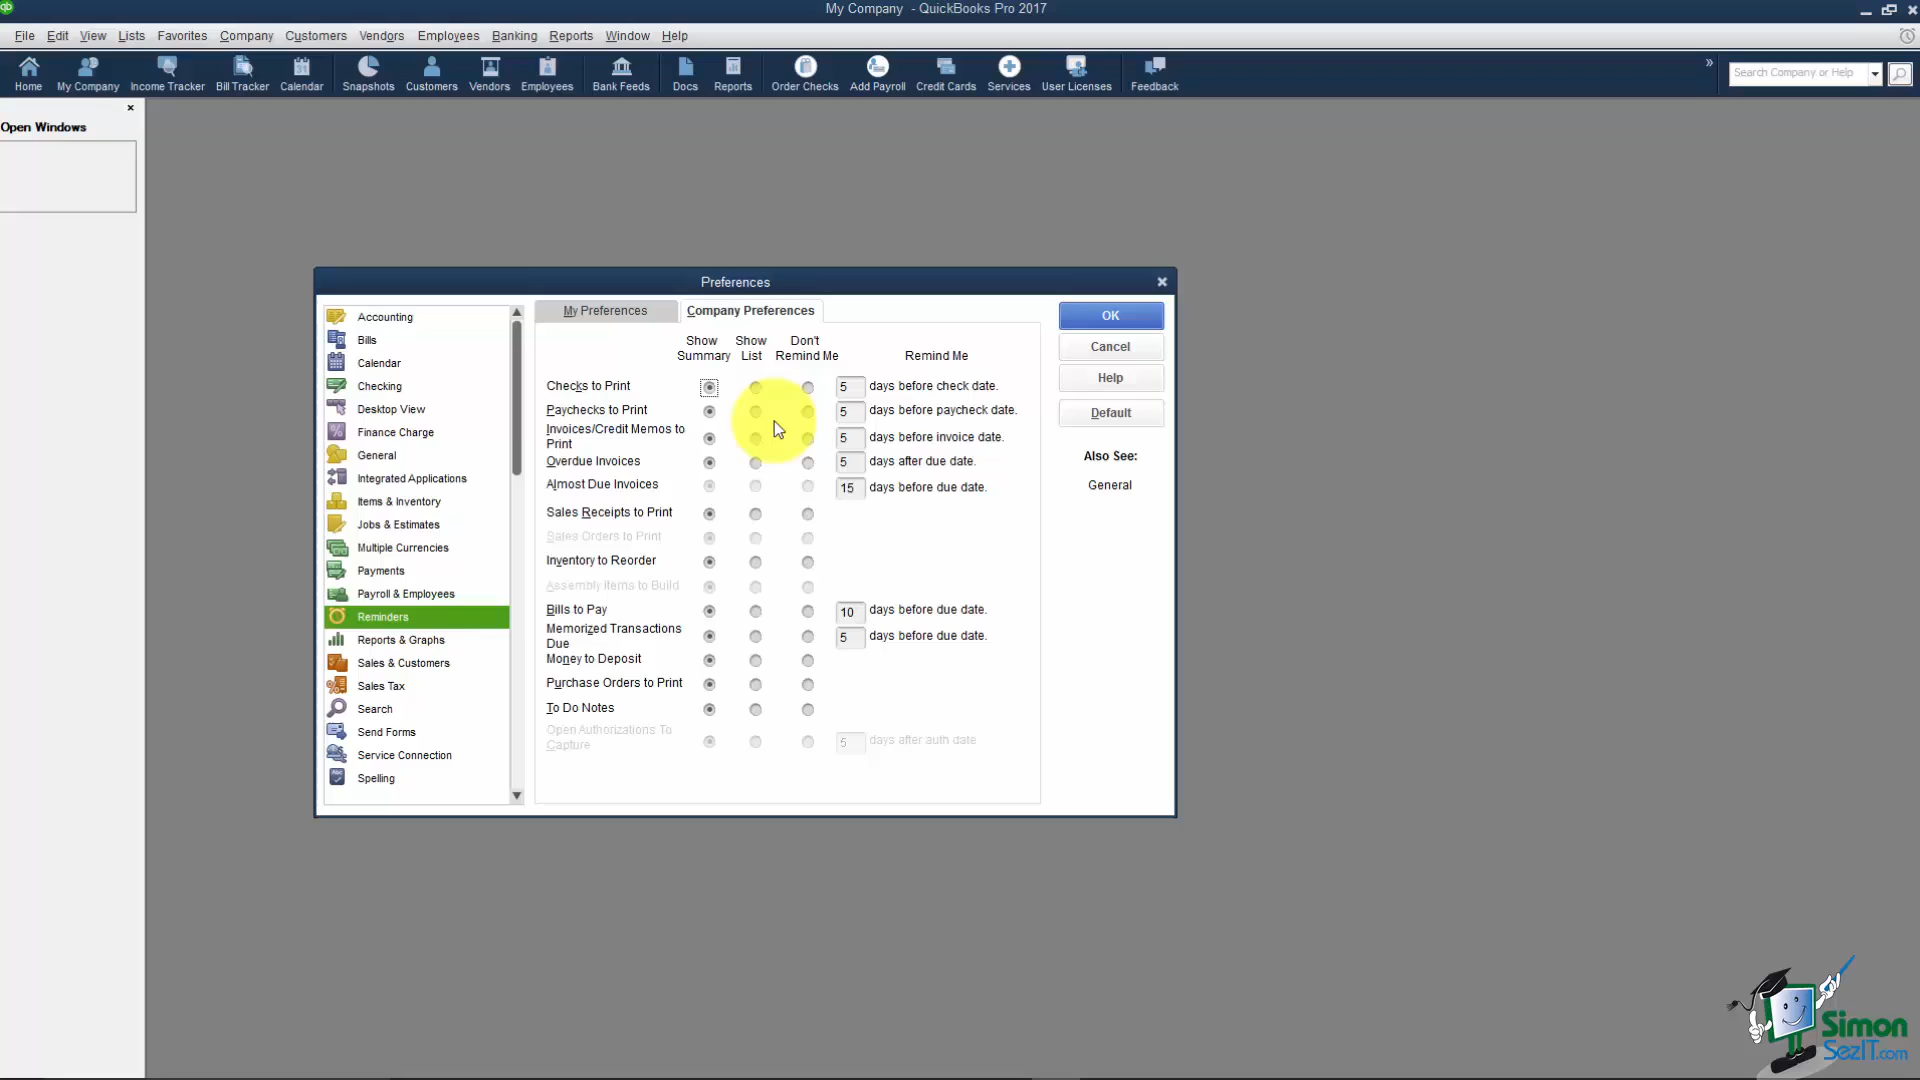 My Company - QuickBooks Pro 2017
File Edit View Lists Favorites Company Customers Vendors Employees Banking Reports Window Help
Home My Company Income Tracker Bill Tracker Calendar Snapshots Customers Vendors Employees Bank Feeds Docs Reports Order Checks Add Payroll Credit Cards Services User Licenses Feedback » Search Company or Help
Open Windows
Preferences
Accounting
Bills
Calendar
Checking
Desktop View
Finance Charge
General
Integrated Applications
Items & Inventory
Jobs & Estimates
Multiple Currencies
Payments
Payroll & Employees
Reminders
Reports & Graphs
Sales & Customers
Sales Tax
Search
Send Forms
Service Connection
Spelling
My Preferences Company Preferences
Show Show Don't
Summary List Remind Me Remind Me
Checks to Print 5 days before check date.
Paychecks to Print 5 days before paycheck date.
Invoices/Credit Memos to
Print 5 days before invoice date.
Overdue Invoices 5 days after due date.
Almost Due Invoices 15 days before due date.
Sales Receipts to Print
Sales Orders to Print
Inventory to Reorder
Assembly Items to Build
Bills to Pay 10 days before due date.
Memorized Transactions
Due 5 days before due date.
Money to Deposit
Purchase Orders to Print
To Do Notes
Open Authorizations To
Capture 5 days after auth date
OK
Cancel
Help
Default
Also See:
General
Simon
SezIT.com